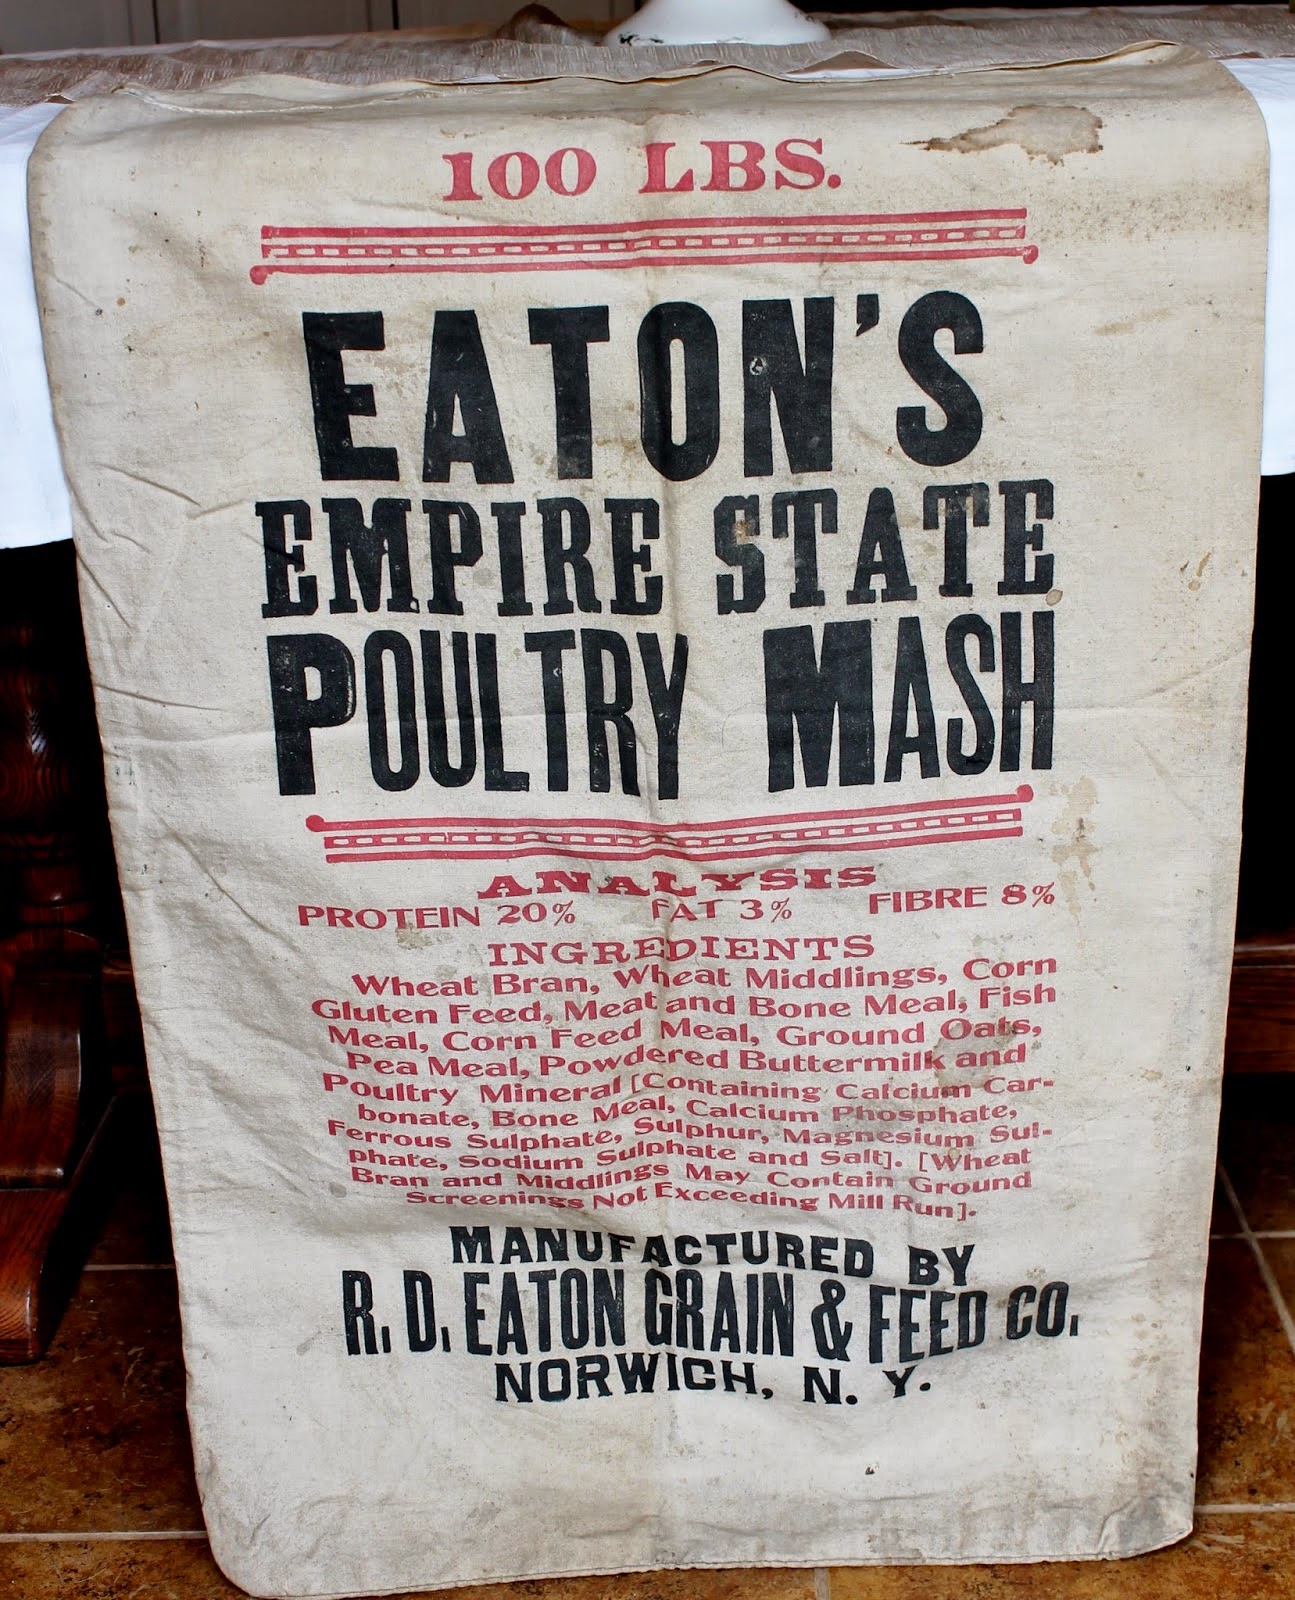 100 LBS.
EATON'S
EMPIRE STATE
POULTRY MASH
ANALYSIS
PROTEIN 20% FAT 3% FIBRE 8%
INGREDIENTS
Wheat Bran, Wheat Middlings, Corn
Gluten Feed, Meat and Bone Meal, Fish
Meal, Corn Feed Meal, Ground Oats,
Pea Meal, Powdered Buttermilk and
Poultry Mineral [Containing Calcium Car-
bonate, Bone Meal, Calcium Phosphate,
Ferrous Sulphate, Sulphur, Magnesium Sul-
phate, Sodium Sulphate and Salt]. [Wheat
Bran and Middlings May Contain Ground
Screenings Not Exceeding Mill Run].
MANUFACTURED BY
R. D. EATON GRAIN & FEED CO.
NORWICH, N. Y.